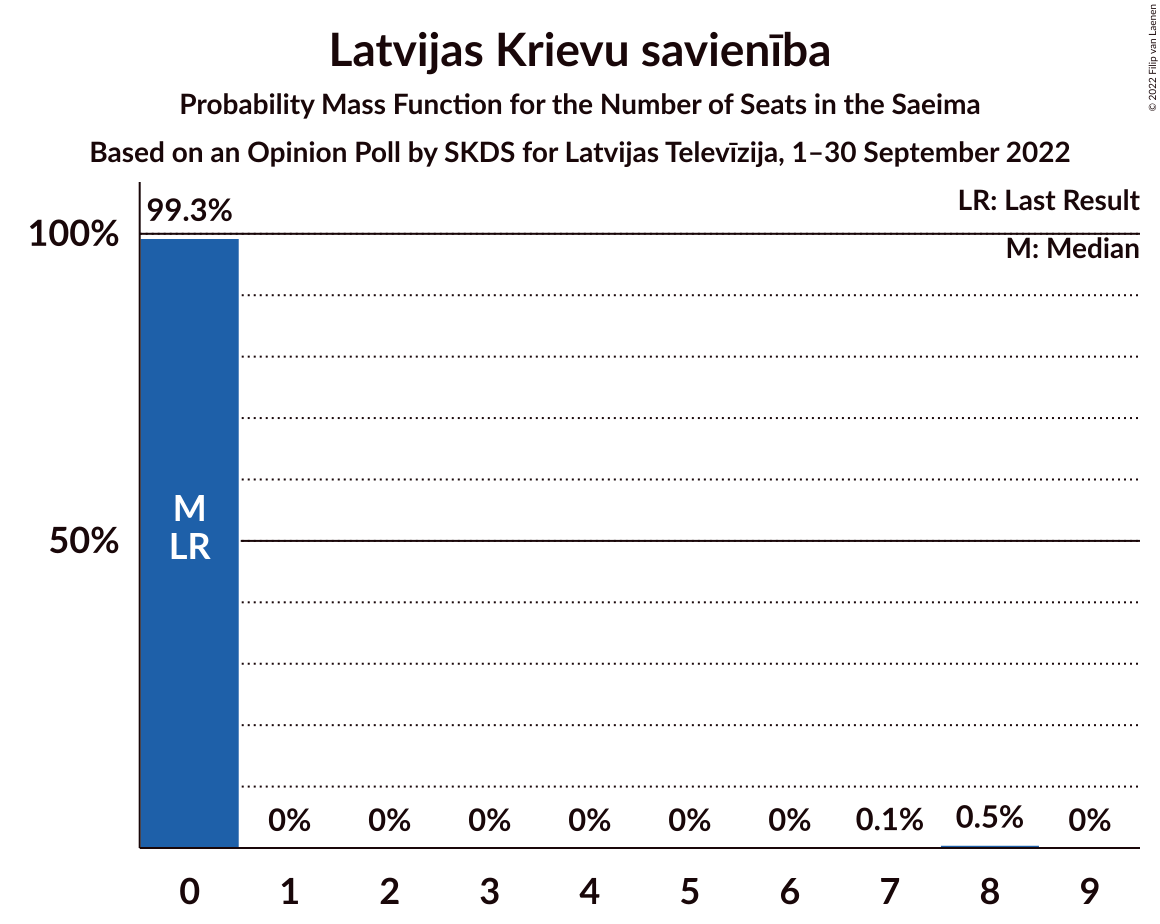 Latvijas Krievu savienība
Probability Mass Function for the Number of Seats in the Saeima
Based on an Opinion Poll by SKDS for Latvijas Televīzija, 1–30 September 2022
© 2022 Filip van Laenen
LR: Last Result
M: Median
99.3%
100%
M
LR
50%
0% 0% 0% 0% 0% 0% 0.1% 0.5% 0%
0 1 2 3 4 5 6 7 8 9